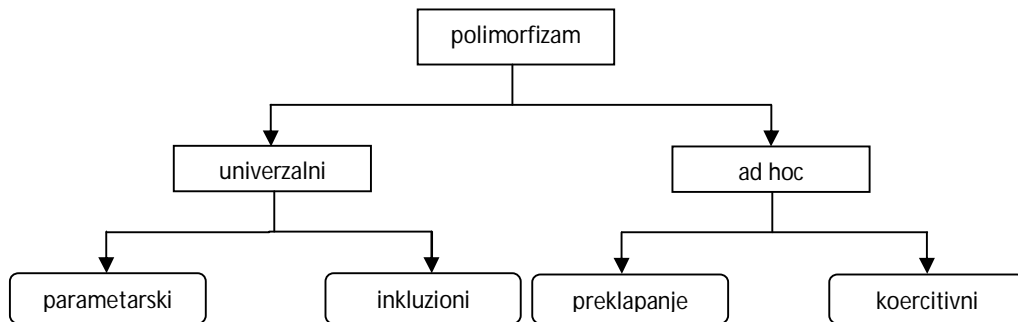 polimorfizam
univerzalni
ad hoc
parametarski
inkluzioni
preklapanje
koercitivni